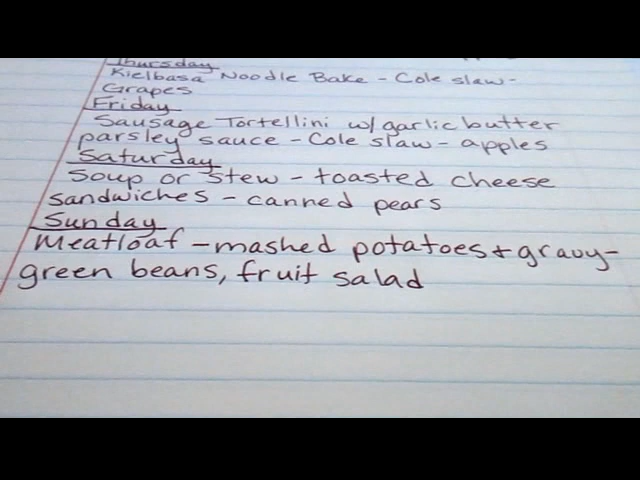 Thursday
Kielbasa Noodle Bake - Cole slaw -
Grapes
Friday
Sausage Tortellini w/ garlic butter
parsley sauce - Cole slaw - apples
Saturday
Soup or stew - toasted cheese
sandwiches - canned pears
Sunday
Meatloaf - mashed potatoes + gravy -
green beans, fruit salad